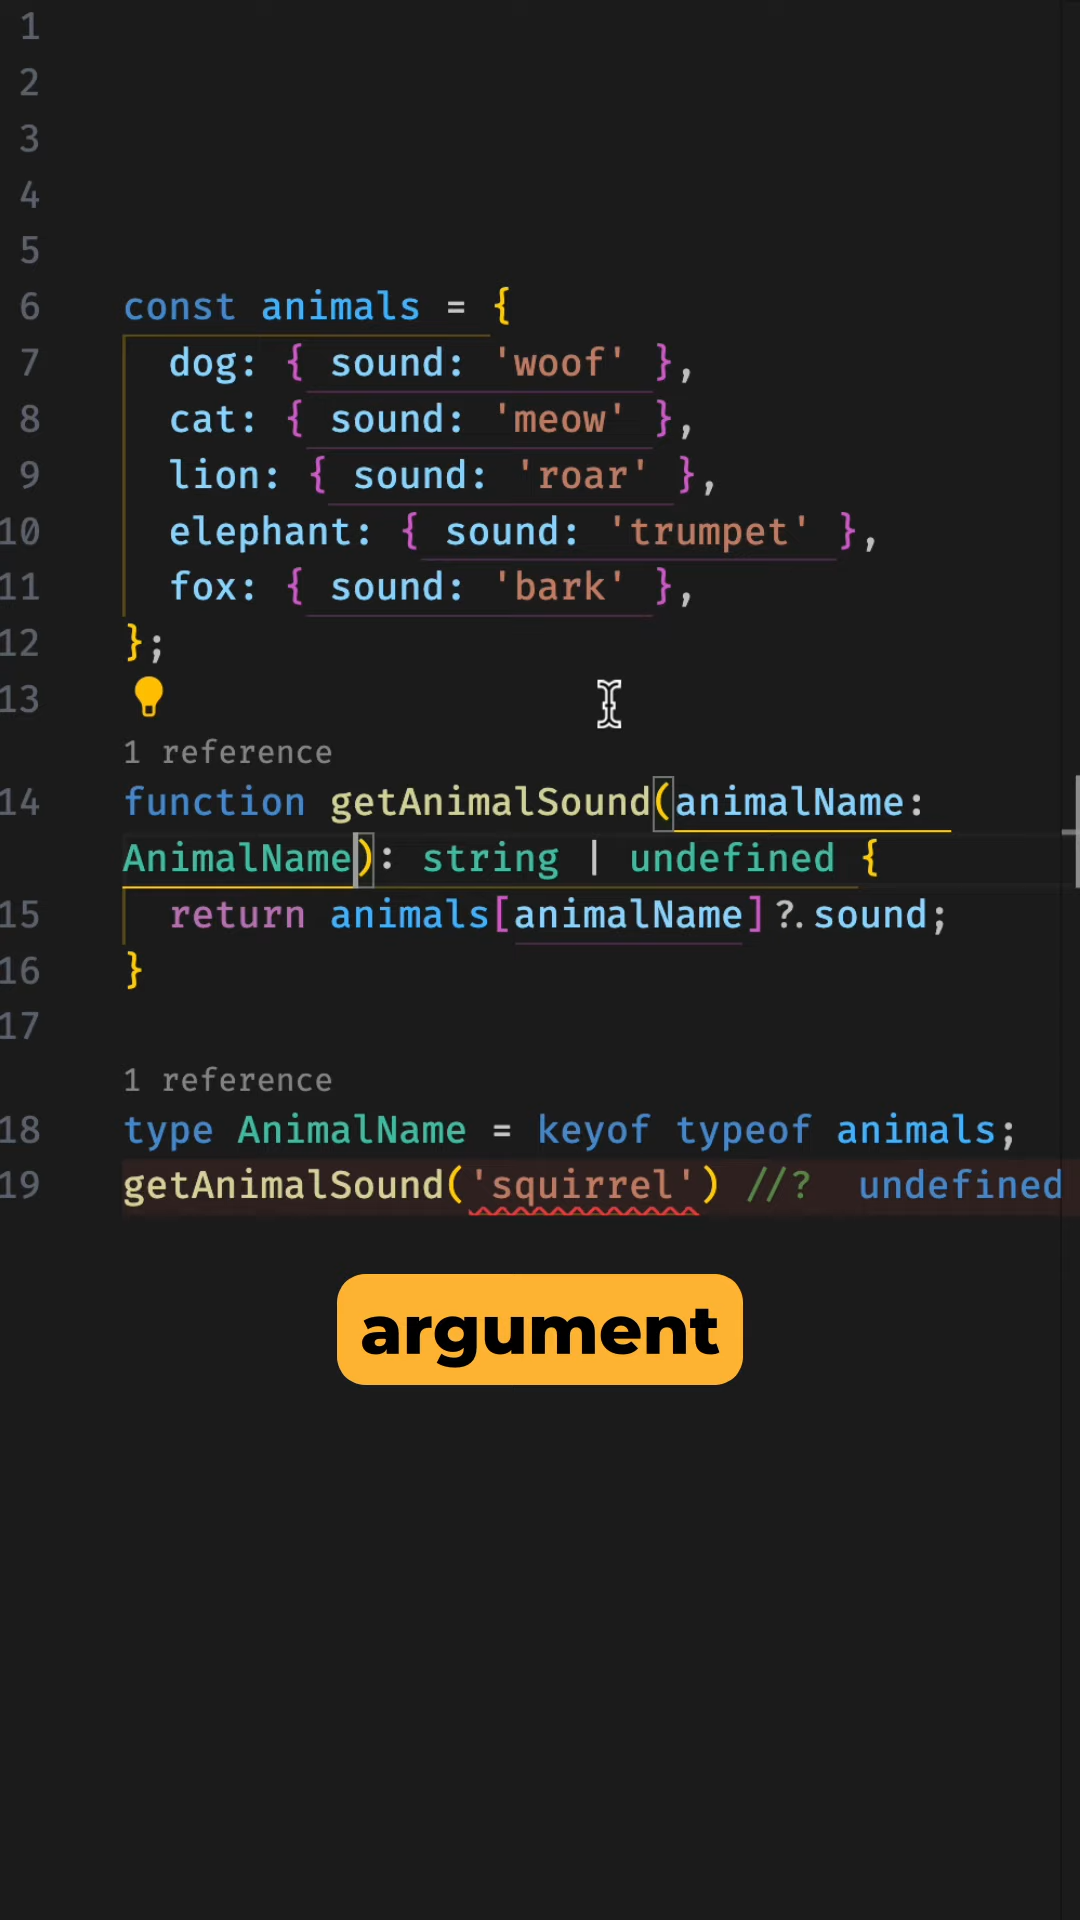 1
2
3
4
5
6 const animals = {
7 dog: { sound: 'woof' },
8 cat: { sound: 'meow' },
9 lion: { sound: 'roar' },
10 elephant: { sound: 'trumpet' },
11 fox: { sound: 'bark' },
12 };
13
1 reference
14 function getAnimalSound(animalName:
AnimalName): string | undefined {
15 return animals[animalName]?.sound;
16 }
17
1 reference
18 type AnimalName = keyof typeof animals;
19 getAnimalSound('squirrel') //? undefined
argument